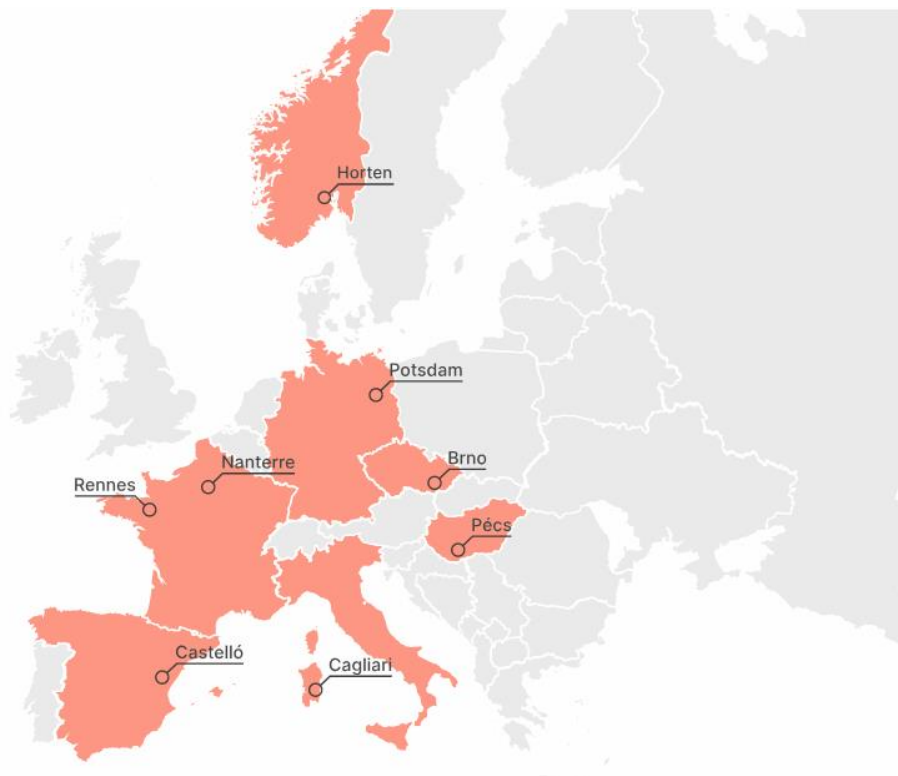 Horten
Potsdam
Brno
Nanterre
Rennes
Pécs
Castelló
Cagliari